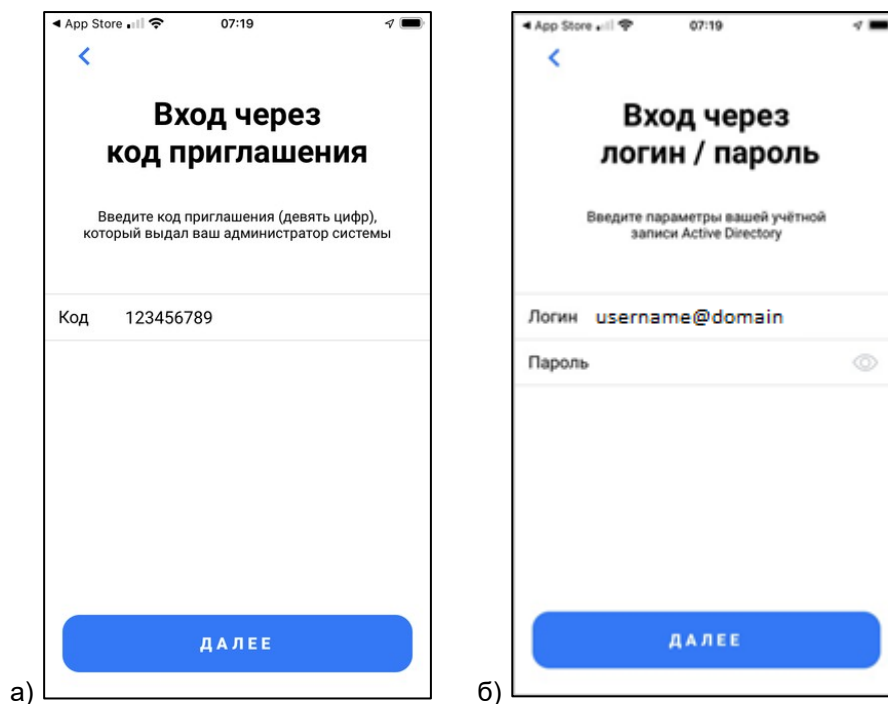 App Store 07:19
Вход через
код приглашения
Введите код приглашения (девять цифр),
который выдал ваш администратор системы
Код 123456789
ДАЛЕЕ
а)
App Store 07:19
Вход через
логин / пароль
Введите параметры вашей учётной
записи Active Directory
Логин username@domain
Пароль
ДАЛЕЕ
б)